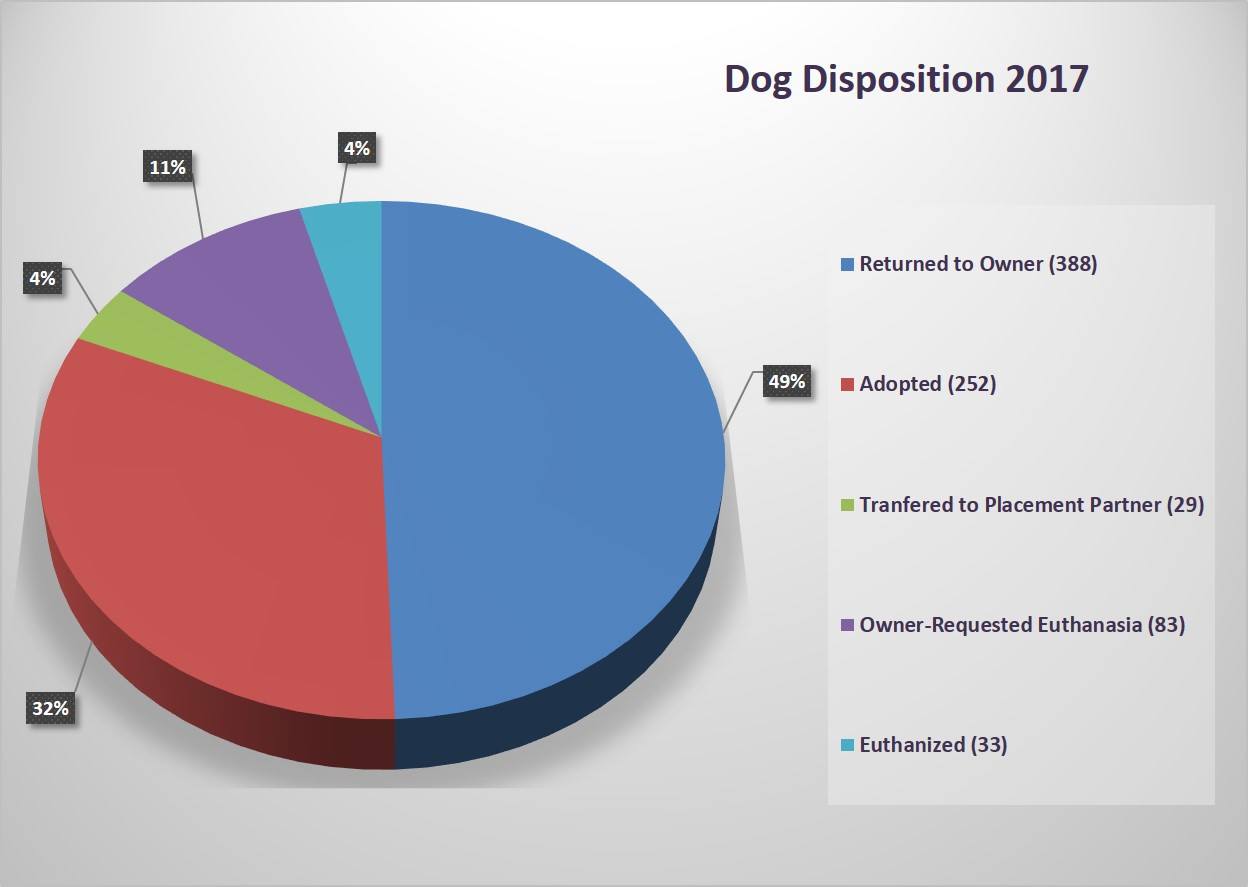 Dog Disposition 2017
4%
11%
4%
49%
32%
Returned to Owner (388)
Adopted (252)
Tranfered to Placement Partner (29)
Owner-Requested Euthanasia (83)
Euthanized (33)